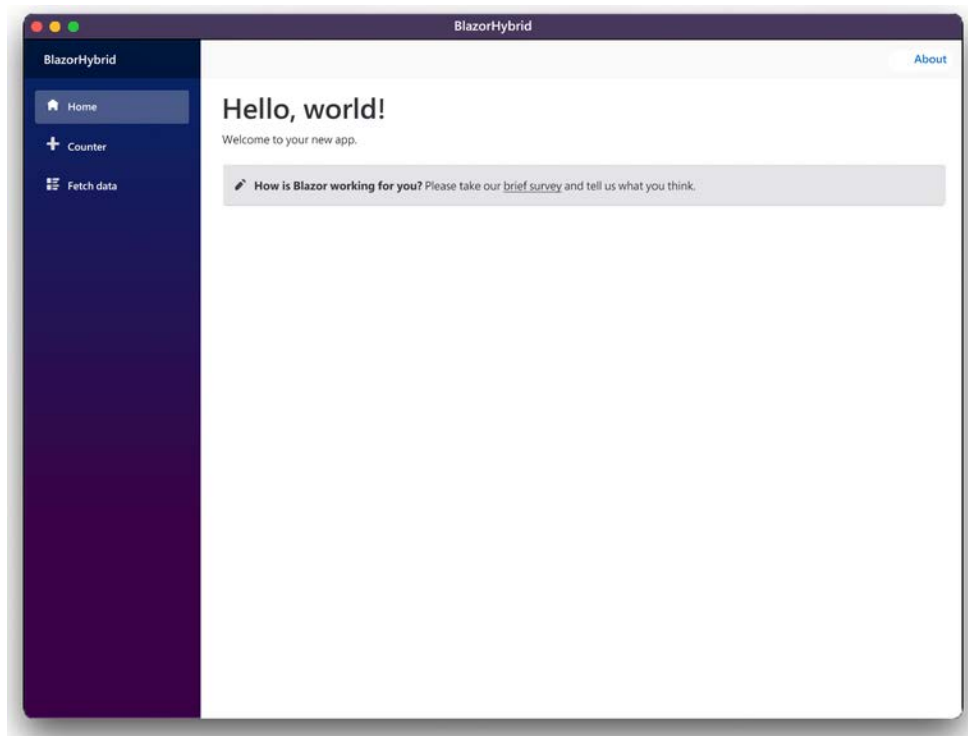 BlazorHybrid
BlazorHybrid
About
Home
Counter
Fetch data
Hello, world!
Welcome to your new app.
How is Blazor working for you? Please take our brief survey and tell us what you think.